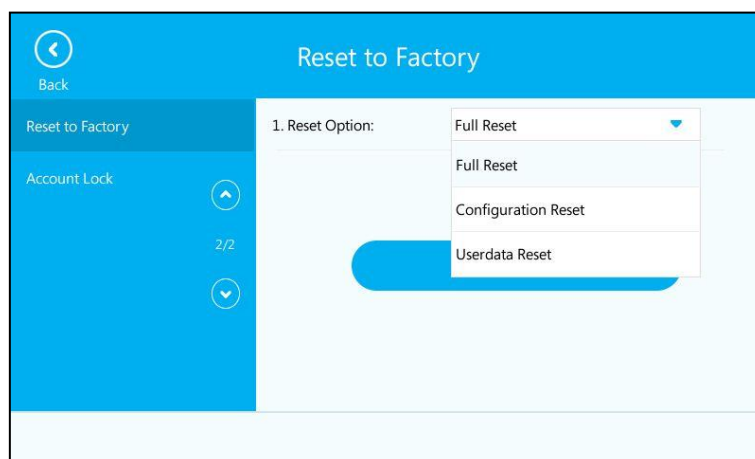 Reset to Factory
Back
Reset to Factory
1. Reset Option:
Full Reset
Account Lock
Full Reset
Configuration Reset
2/2
Userdata Reset